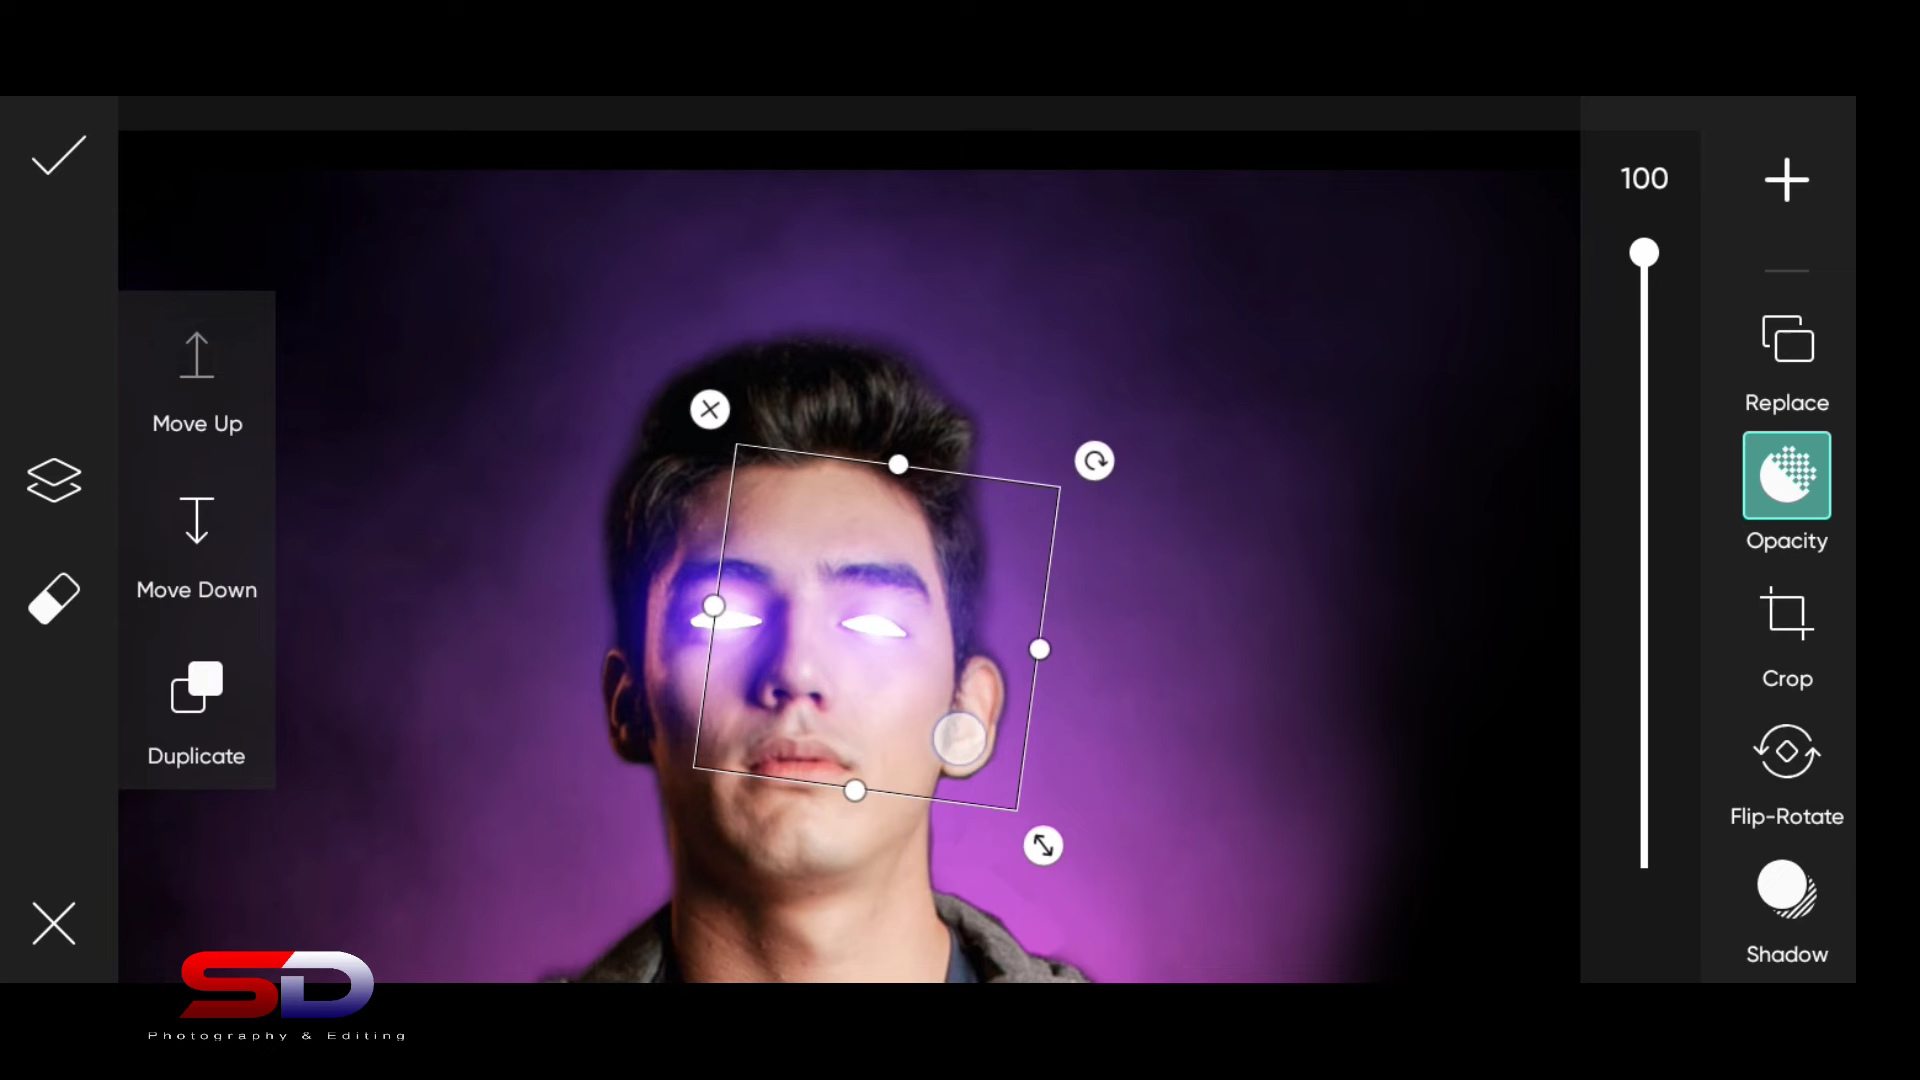 100
Move Up
Replace
Opacity
Move Down
Crop
Duplicate
Flip-Rotate
Shadow
SD
Photography & Editing